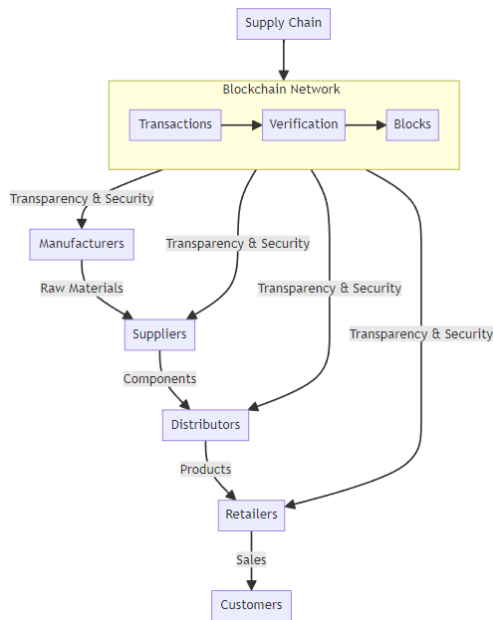 Supply Chain
Blockchain Network
Transactions
Verification
Blocks
Transparency & Security
Manufacturers
Transparency & Security
Raw Materials
Transparency & Security
Suppliers
Transparency & Security
Components
Distributors
Products
Retailers
Sales
Customers